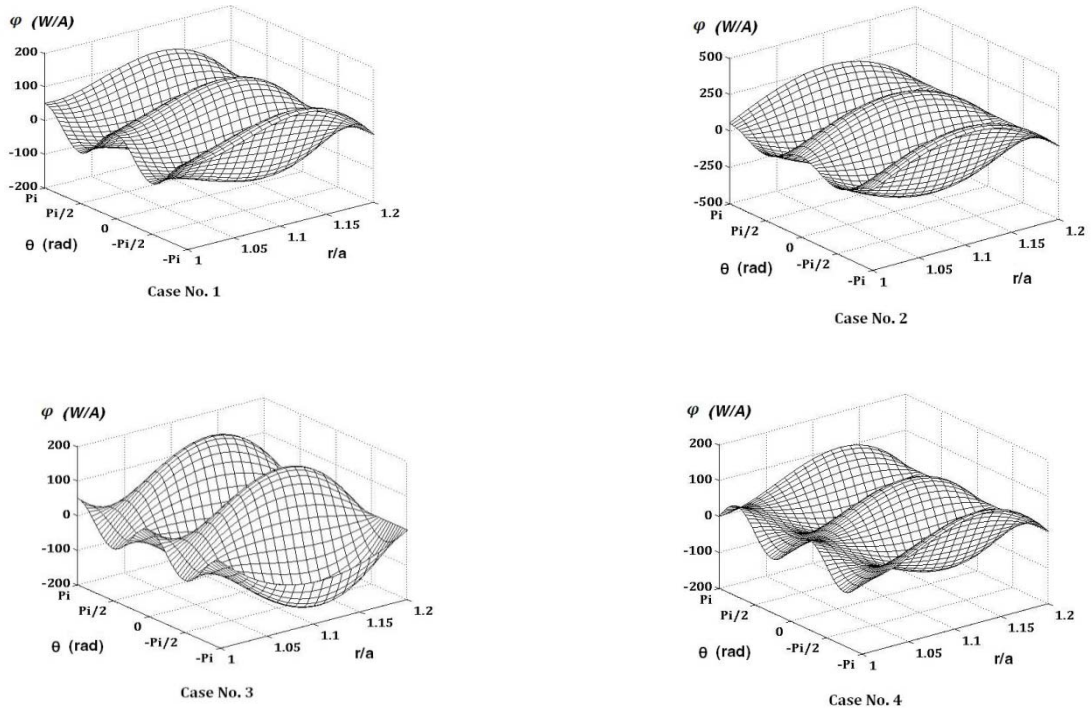 φ (W/A)
200
100
0
-100
-200
Pi
Pi/2
0
-Pi/2
-Pi
θ (rad)
1
1.05
1.1
1.15
1.2
r/a
Case No. 1
φ (W/A)
500
250
0
-250
-500
Pi
Pi/2
0
-Pi/2
-Pi
θ (rad)
1
1.05
1.1
1.15
1.2
r/a
Case No. 2
φ (W/A)
200
100
0
-100
-200
Pi
Pi/2
0
-Pi/2
-Pi
θ (rad)
1
1.05
1.1
1.15
1.2
r/a
Case No. 3
φ (W/A)
200
100
0
-100
-200
Pi
Pi/2
0
-Pi/2
-Pi
θ (rad)
1
1.05
1.1
1.15
1.2
r/a
Case No. 4